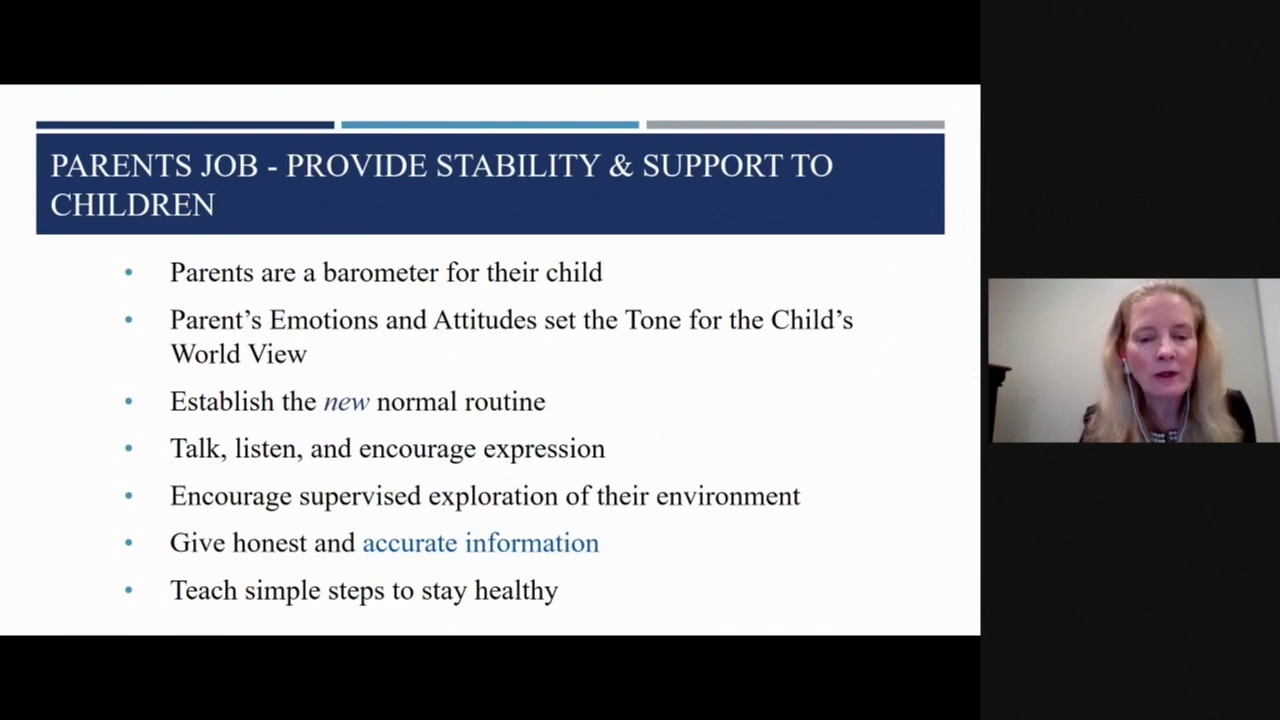 PARENTS JOB - PROVIDE STABILITY & SUPPORT TO
CHILDREN
• Parents are a barometer for their child
• Parent’s Emotions and Attitudes set the Tone for the Child’s
World View
• Establish the new normal routine
• Talk, listen, and encourage expression
• Encourage supervised exploration of their environment
• Give honest and accurate information
• Teach simple steps to stay healthy